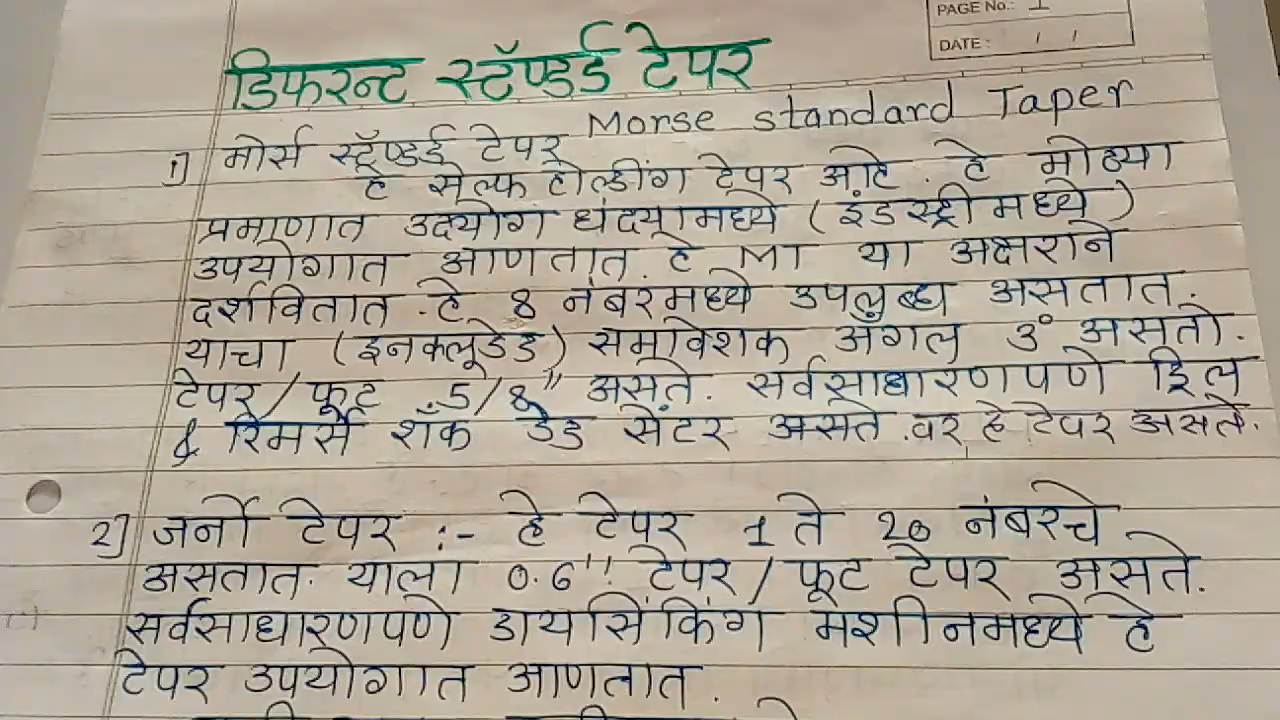 PAGE No.: 1
DATE: / /
डिफरन्ट स्टॅण्डर्ड टेपर
1) मोर्स स्ट्रॅण्डर्ड टेपर Morse standard Taper
हे सेल्फ होल्डींग टेपर आहे. हे मोठ्या
प्रमाणात उदयोग धंदयामध्ये (इंडस्ट्रीमध्ये)
उपयोगात आणतात. हे MT या अक्षराने
दर्शवितात. हे 8 नंबरमध्ये उपलब्ध असतात.
याचा (इनक्लूडेड) समावेशक अँगल 3° असतो.
टेपर/फूट .5/8" असते. सर्वसाधारणपणे ड्रिल
& रिमर्स शँक डेड सेंटर असते .वर हे टेपर असते.
2) जर्नो टेपर :- हे टेपर 1 ते 20 नंबरचे
असतात. याला 0.6" टेपर/फूट टेपर असते.
सर्वसाधारणपणे डायसिंकिंग मशीनमध्ये हे
टेपर उपयोगात आणतात.